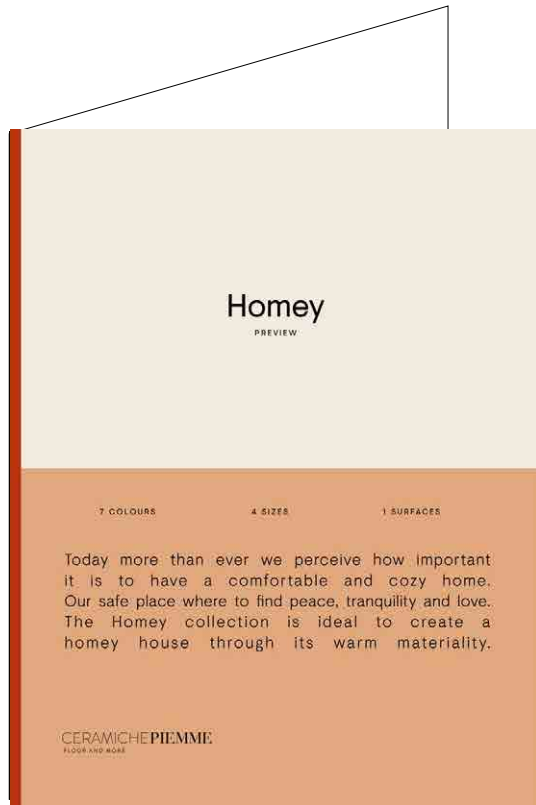 Homey
PREVIEW
7 COLOURS 4 SIZES 1 SURFACES
Today more than ever we perceive how important
it is to have a comfortable and cozy home.
Our safe place where to find peace, tranquility and love.
The Homey collection is ideal to create a
homey house through its warm materiality.
CERAMICHEPIEMME
FLOOR AND MORE